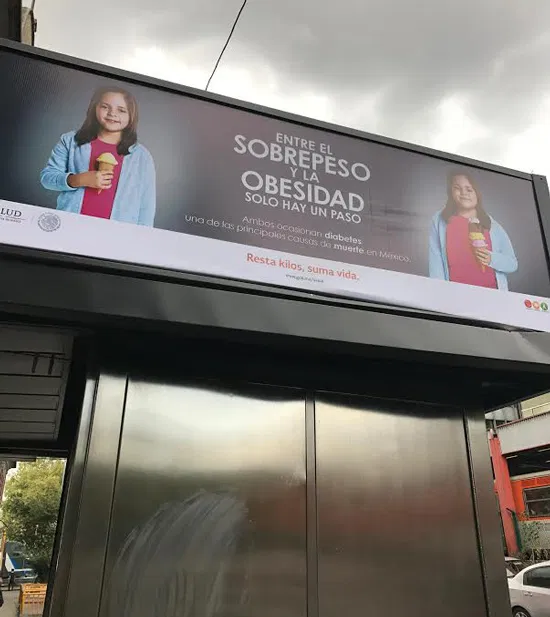 ENTRE EL
SOBREPESO
Y LA
OBESIDAD
SOLO HAY UN PASO
Ambos ocasionan diabetes
una de las principales causas de muerte en México.
Resta kilos, suma vida.
LUD